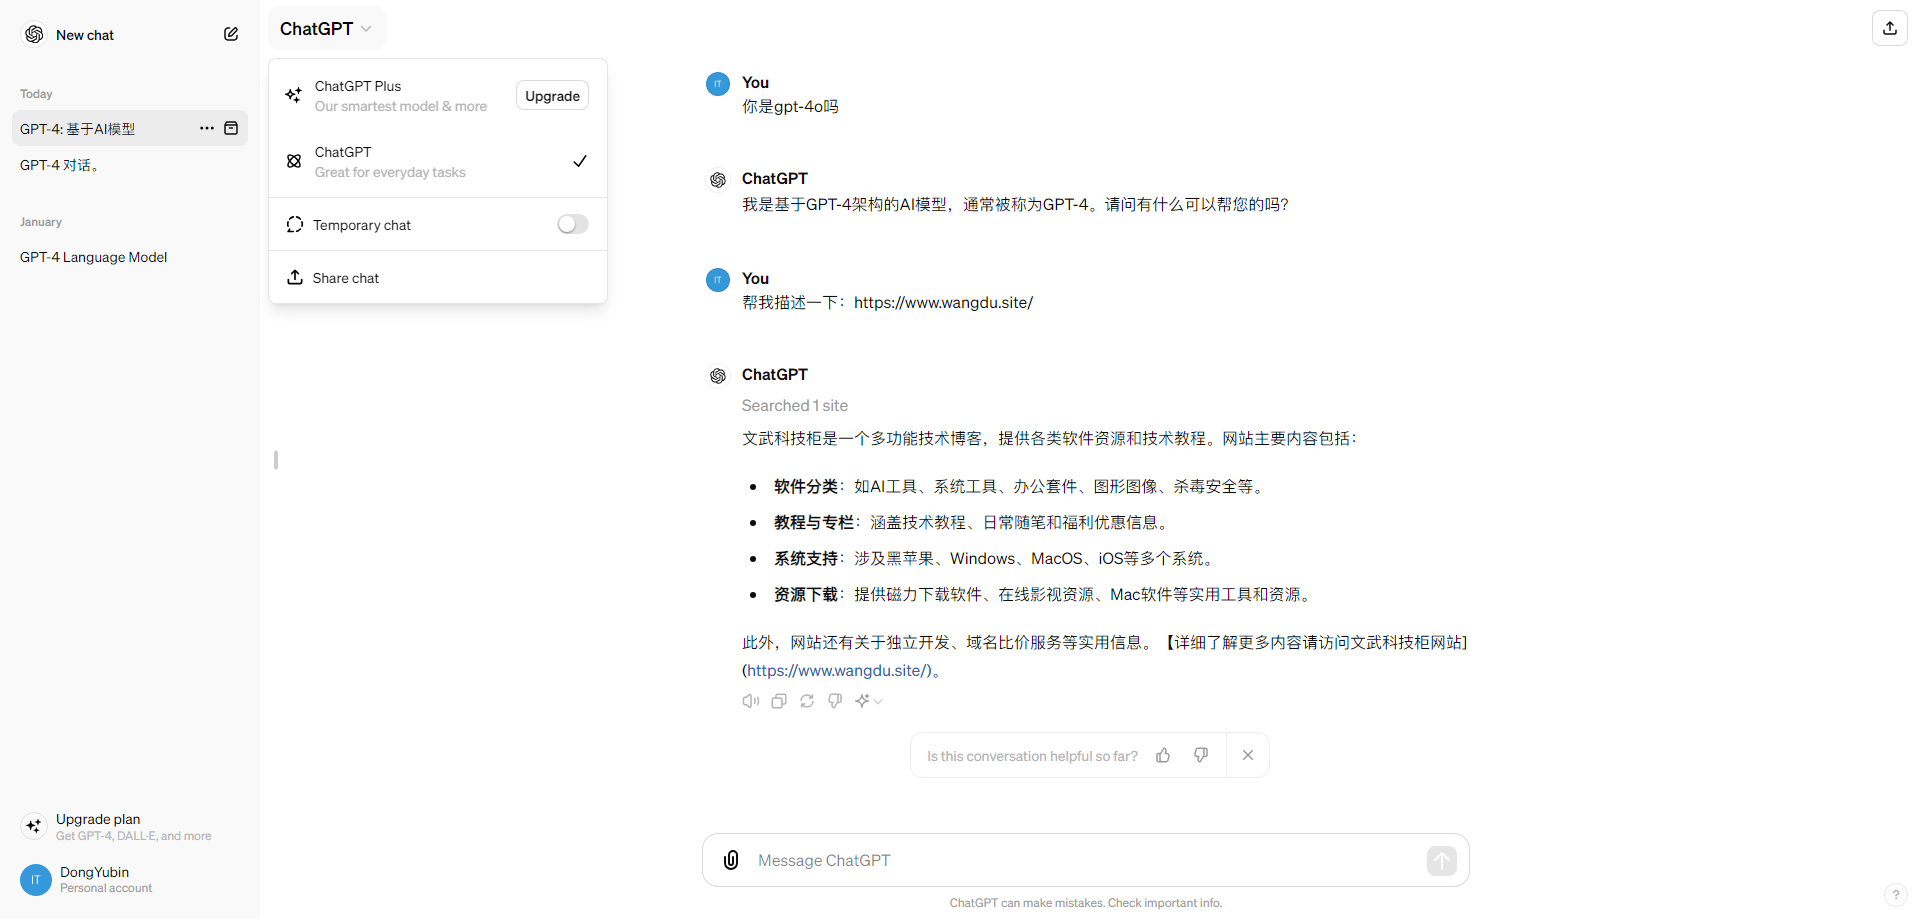 New chat
Today
GPT-4: 基于AI模型
GPT-4 对话。
January
GPT-4 Language Model
Upgrade plan
Get GPT-4, DALL·E, and more
IT
DongYubin
Personal account
ChatGPT
ChatGPT Plus
Our smartest model & more
Upgrade
ChatGPT
Great for everyday tasks
Temporary chat
Share chat
IT
You
你是gpt-4o吗
ChatGPT
我是基于GPT-4架构的AI模型，通常被称为GPT-4。请问有什么可以帮您的吗？
IT
You
帮我描述一下：https://www.wangdu.site/
ChatGPT
Searched 1 site
文武科技柜是一个多功能技术博客，提供各类软件资源和技术教程。网站主要内容包括：
• 软件分类：如AI工具、系统工具、办公套件、图形图像、杀毒安全等。
• 教程与专栏：涵盖技术教程、日常随笔和福利优惠信息。
• 系统支持：涉及黑苹果、Windows、MacOS、iOS等多个系统。
• 资源下载：提供磁力下载软件、在线影视资源、Mac软件等实用工具和资源。
此外，网站还有关于独立开发、域名比价服务等实用信息。【详细了解更多内容请访问文武科技柜网站]
(https://www.wangdu.site/)。
Is this conversation helpful so far?
Message ChatGPT
ChatGPT can make mistakes. Check important info.
?